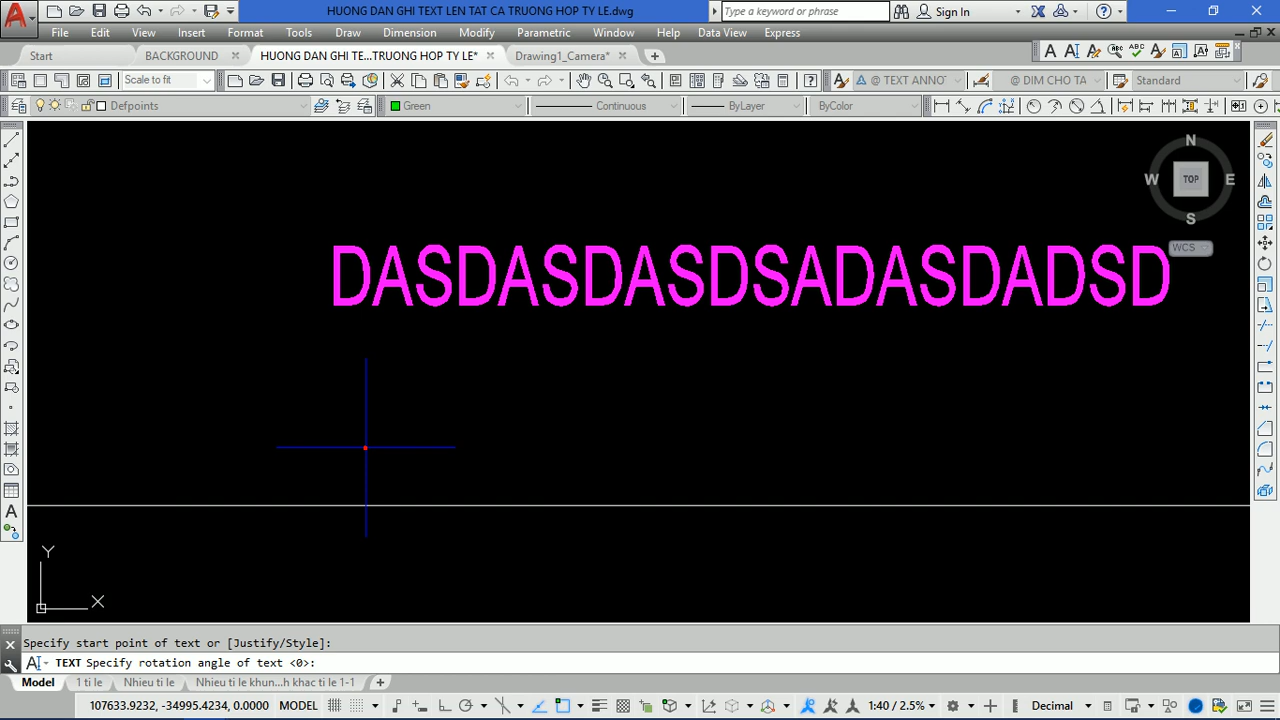 HUONG DAN GHI TEXT LEN TAT CA TRUONG HOP TY LE.dwg
Type a keyword or phrase
Sign In
File Edit View Insert Format Tools Draw Dimension Modify Parametric Window Help Data View Express
Start BACKGROUND HUONG DAN GHI TE...TRUONG HOP TY LE* Drawing1_Camera*
Scale to fit @ TEXT ANNOT @ DIM CHO TA Standard
Defpoints Green Continuous ByLayer ByColor
N
W TOP E
S
WCS
DASDASDASDSADASDADSD
Y
X
Specify start point of text or [Justify/Style]:
TEXT Specify rotation angle of text <0>:
Model 1 ti le Nhieu ti le Nhieu ti le khun...h khac ti le 1-1
107633.9232, -34995.4234, 0.0000 MODEL 1:40 / 2.5% Decimal